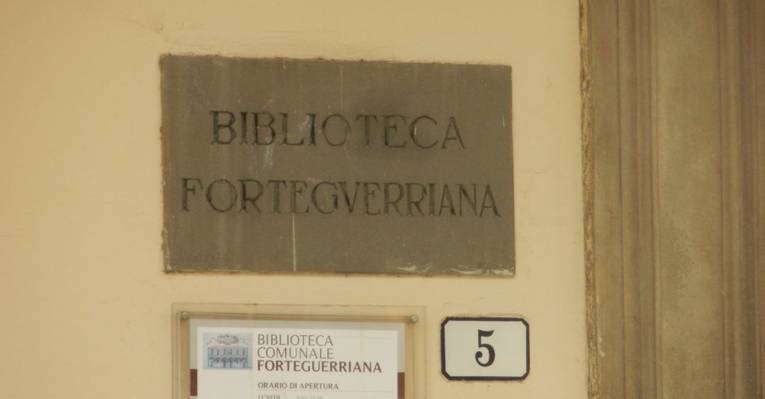 BIBLIOTECA
FORTEGVERRIANA
BIBLIOTECA
COMUNALE
FORTEGUERRIANA
ORARIO DI APERTURA
5